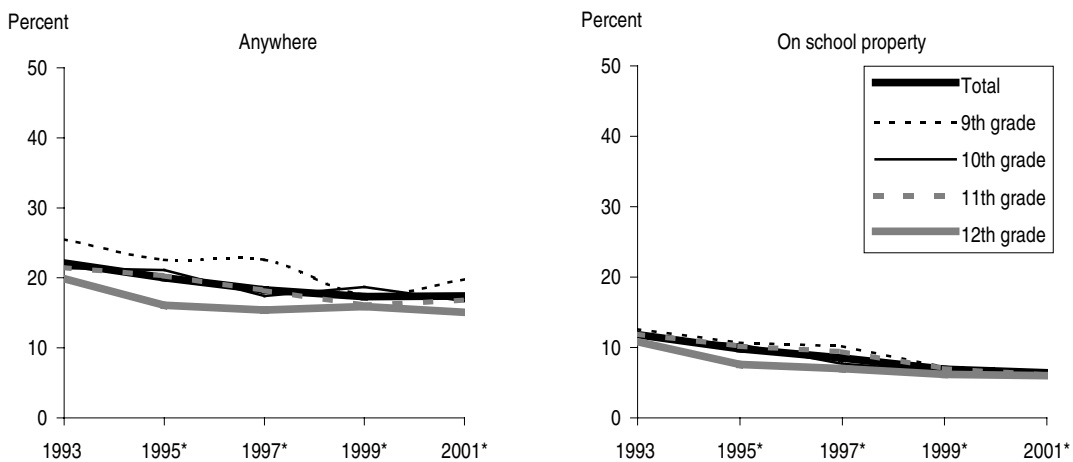 Percent
Anywhere
50
40
30
20
10
0
1993
1995*
1997*
1999*
2001*
Percent
On school property
50
40
30
20
10
0
1993
1995*
1997*
1999*
2001*
Total
9th grade
10th grade
11th grade
12th grade